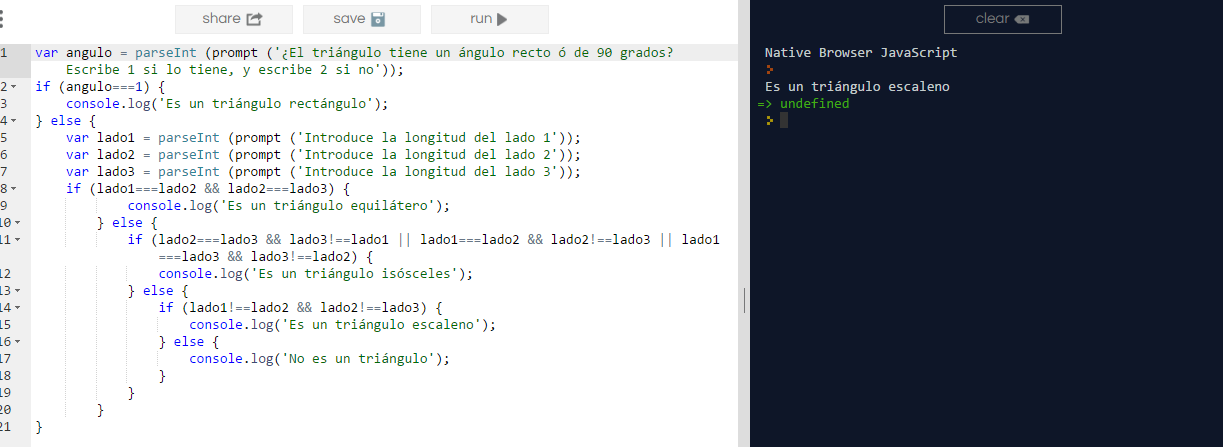 share save run clear
1 var angulo = parseInt (prompt ('¿El triángulo tiene un ángulo recto ó de 90 grados?
Escribe 1 si lo tiene, y escribe 2 si no'));
2 if (angulo===1) {
3 console.log('Es un triángulo rectángulo');
4 } else {
5 var lado1 = parseInt (prompt ('Introduce la longitud del lado 1'));
6 var lado2 = parseInt (prompt ('Introduce la longitud del lado 2'));
7 var lado3 = parseInt (prompt ('Introduce la longitud del lado 3'));
8 if (lado1===lado2 && lado2===lado3) {
9 console.log('Es un triángulo equilátero');
10 } else {
11 if (lado2===lado3 && lado3!==lado1 || lado1===lado2 && lado2!==lado3 || lado1
===lado3 && lado3!==lado2) {
12 console.log('Es un triángulo isósceles');
13 } else {
14 if (lado1!==lado2 && lado2!==lado3) {
15 console.log('Es un triángulo escaleno');
16 } else {
17 console.log('No es un triángulo');
18 }
19 }
20 }
21 }
Native Browser JavaScript
Es un triángulo escaleno
=> undefined